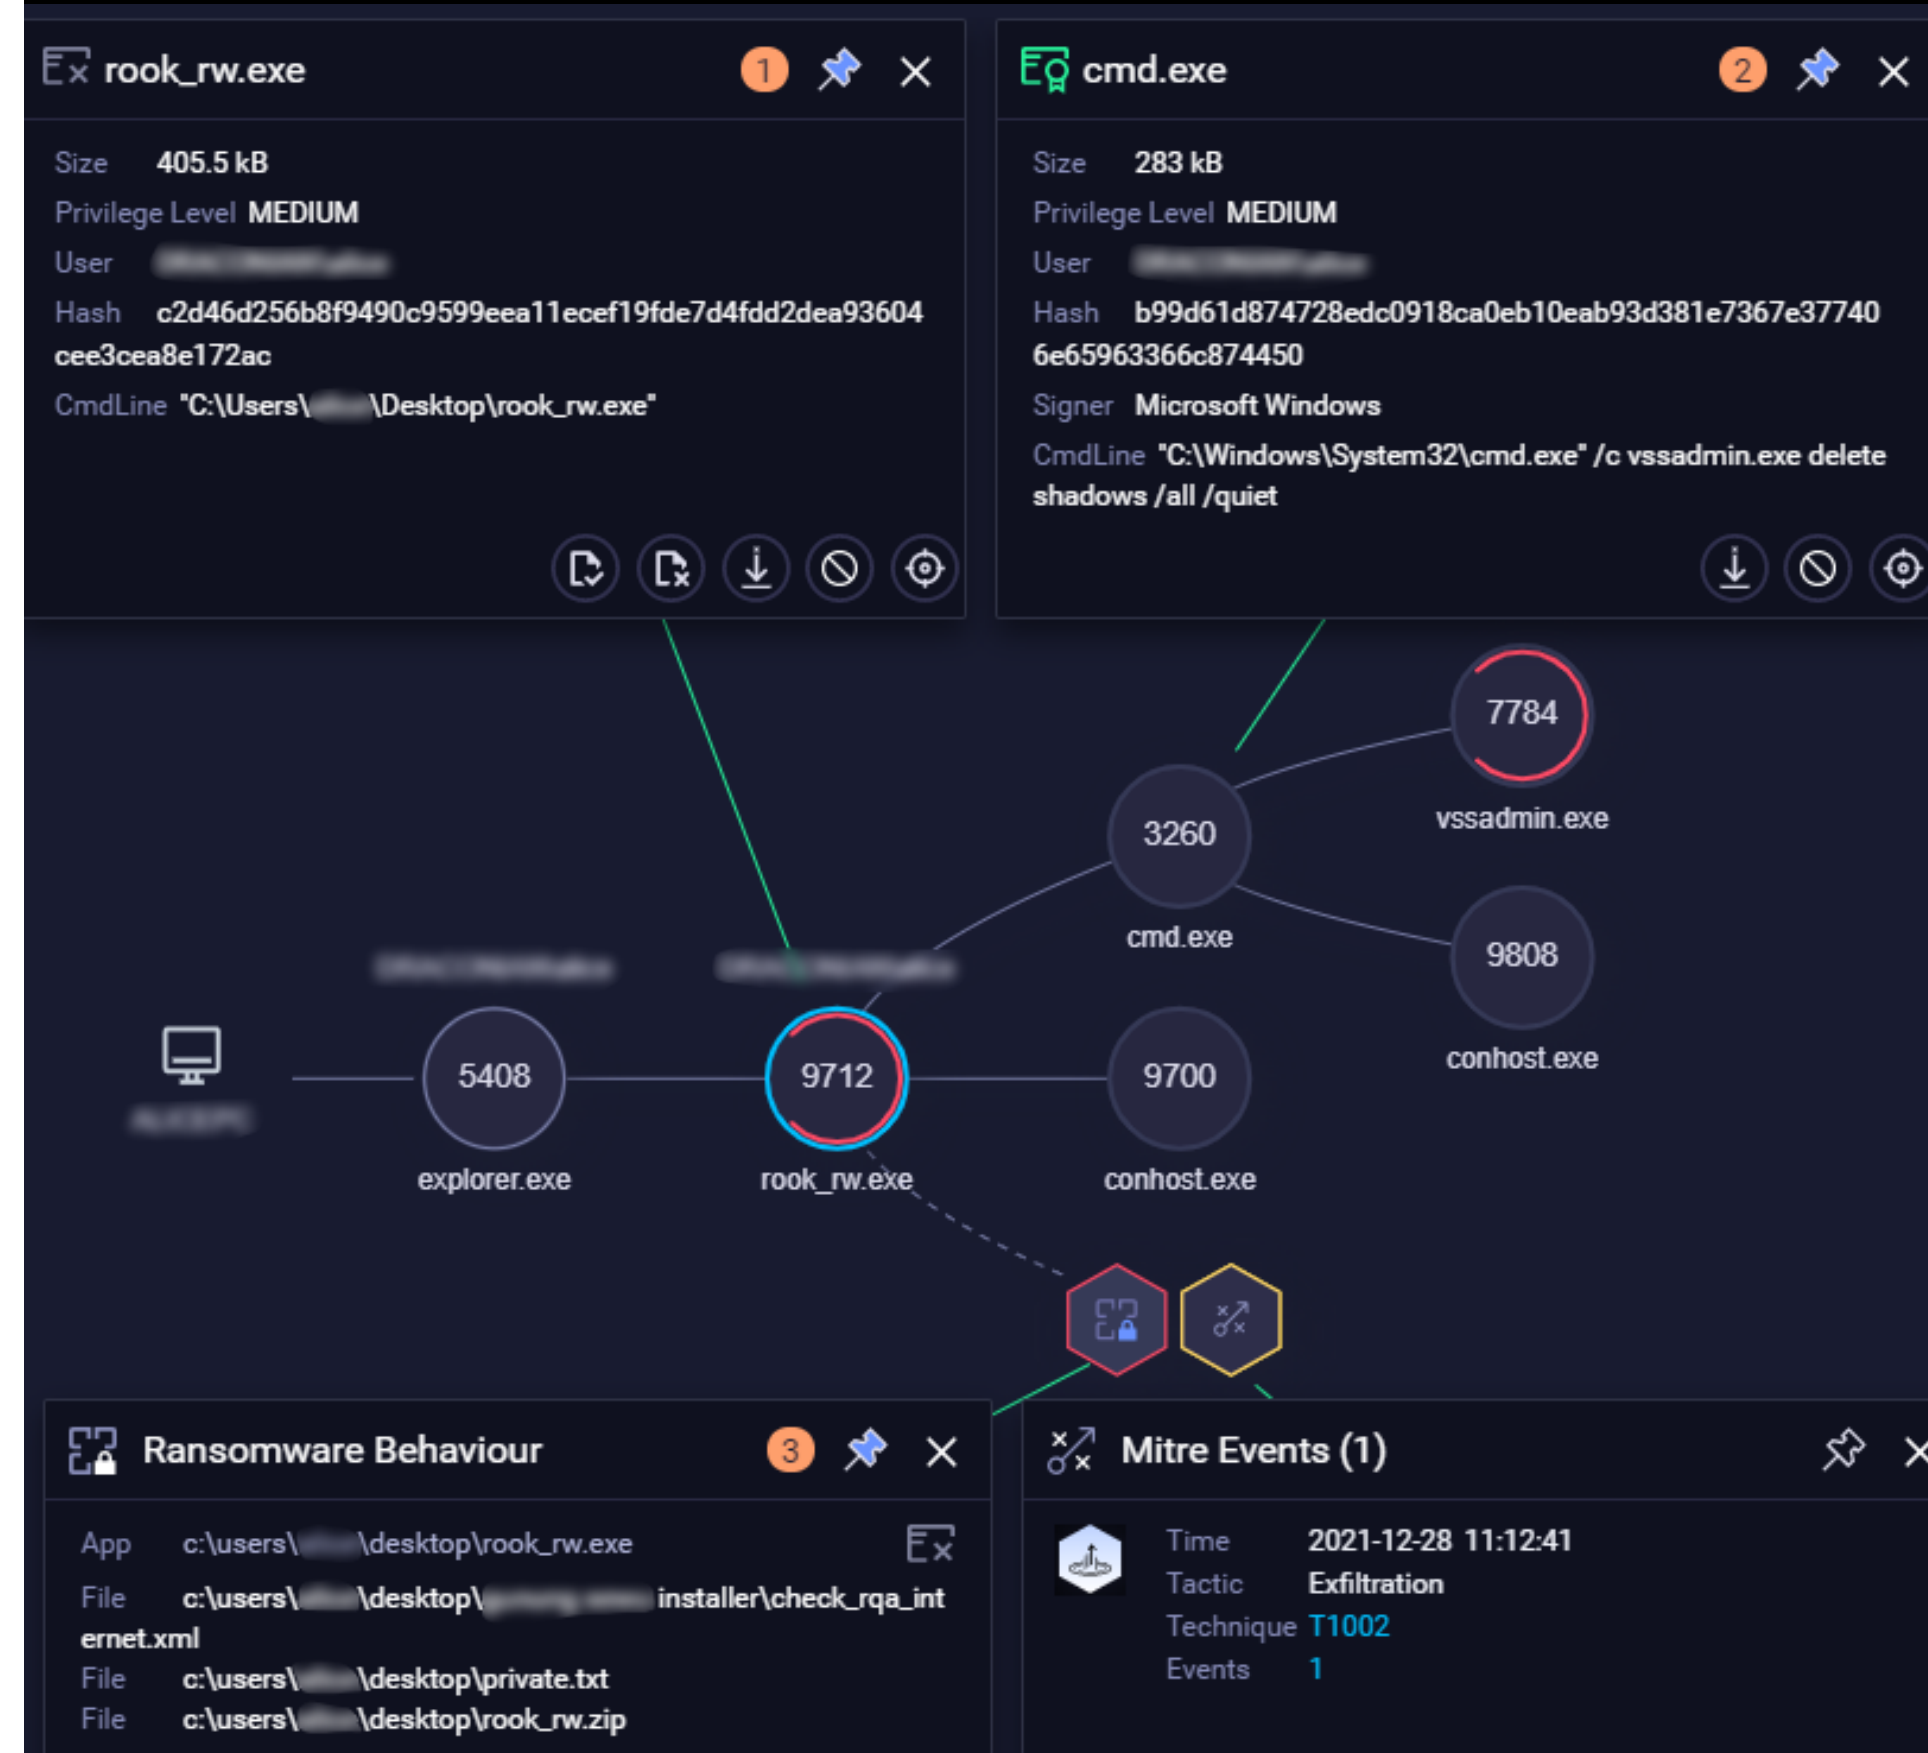 rook_rw.exe
1
cmd.exe
2
Size 405.5 kB
Privilege Level MEDIUM
User
Hash c2d46d256b8f9490c9599eea11ecef19fde7d4fdd2dea93604
cee3cea8e172ac
CmdLine "C:\Users\ \Desktop\rook_rw.exe"
Size 283 kB
Privilege Level MEDIUM
User
Hash b99d61d874728edc0918ca0eb10eab93d381e7367e37740
6e65963366c874450
Signer Microsoft Windows
CmdLine "C:\Windows\System32\cmd.exe" /c vssadmin.exe delete
shadows /all /quiet
7784
vssadmin.exe
3260
cmd.exe
9808
conhost.exe
5408
explorer.exe
9712
rook_rw.exe
9700
conhost.exe
Ransomware Behaviour
3
App c:\users\ \desktop\rook_rw.exe
File c:\users\ \desktop\ installer\check_rqa_int
ernet.xml
File c:\users\ \desktop\private.txt
File c:\users\ \desktop\rook_rw.zip
Mitre Events (1)
Time 2021-12-28 11:12:41
Tactic Exfiltration
Technique T1002
Events 1